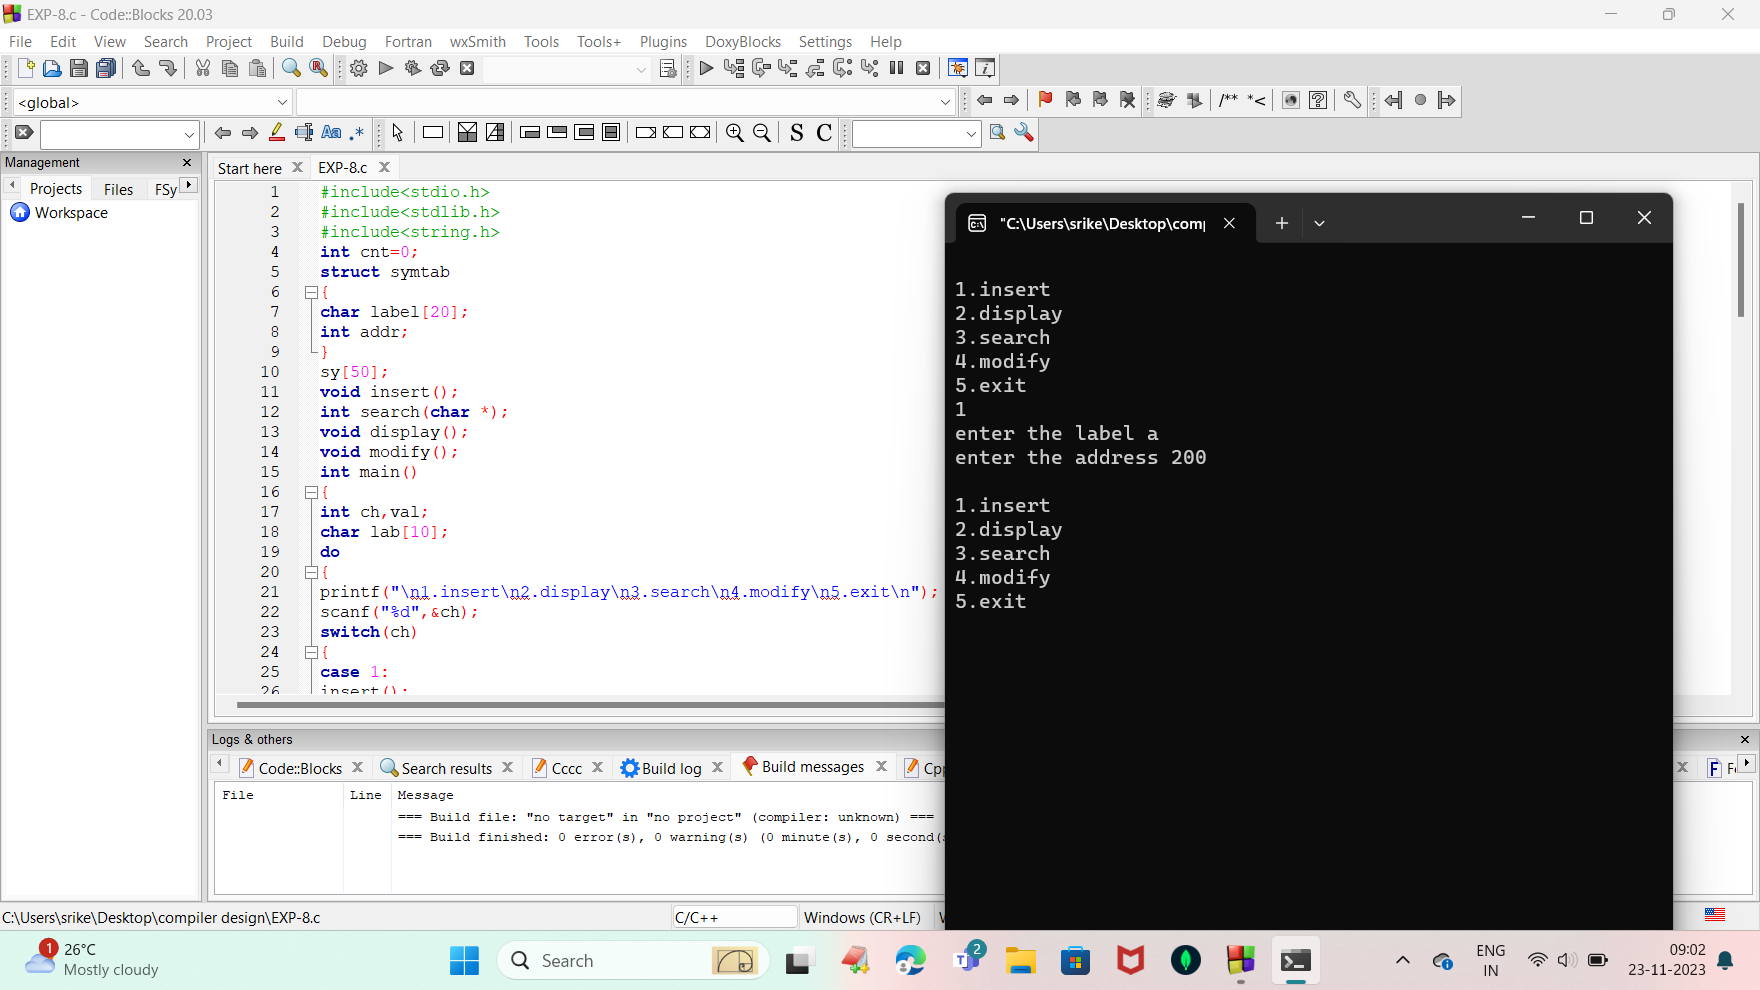 EXP-8.c - Code::Blocks 20.03
File Edit View Search Project Build Debug Fortran wxSmith Tools Tools+ Plugins DoxyBlocks Settings Help
<global>
/** *<
Aa .*
S C
Management
Projects Files FSy
Workspace
Start here EXP-8.c
1 #include<stdio.h>
2 #include<stdlib.h>
3 #include<string.h>
4 int cnt=0;
5 struct symtab
6 {
7 char label[20];
8 int addr;
9 }
10 sy[50];
11 void insert();
12 int search(char *);
13 void display();
14 void modify();
15 int main()
16 {
17 int ch,val;
18 char lab[10];
19 do
20 {
21 printf("\n1.insert\n2.display\n3.search\n4.modify\n5.exit\n");
22 scanf("%d",&ch);
23 switch(ch)
24 {
25 case 1:
26 insert();
"C:\Users\srike\Desktop\comp
1.insert
2.display
3.search
4.modify
5.exit
1
enter the label a
enter the address 200
1.insert
2.display
3.search
4.modify
5.exit
Logs & others
Code::Blocks Search results Cccc Build log Build messages Cp
File Line Message
=== Build file: "no target" in "no project" (compiler: unknown) ===
=== Build finished: 0 error(s), 0 warning(s) (0 minute(s), 0 second(
C:\Users\srike\Desktop\compiler design\EXP-8.c C/C++ Windows (CR+LF)
1
26°C
Mostly cloudy
Search
2
ENG
IN
09:02
23-11-2023